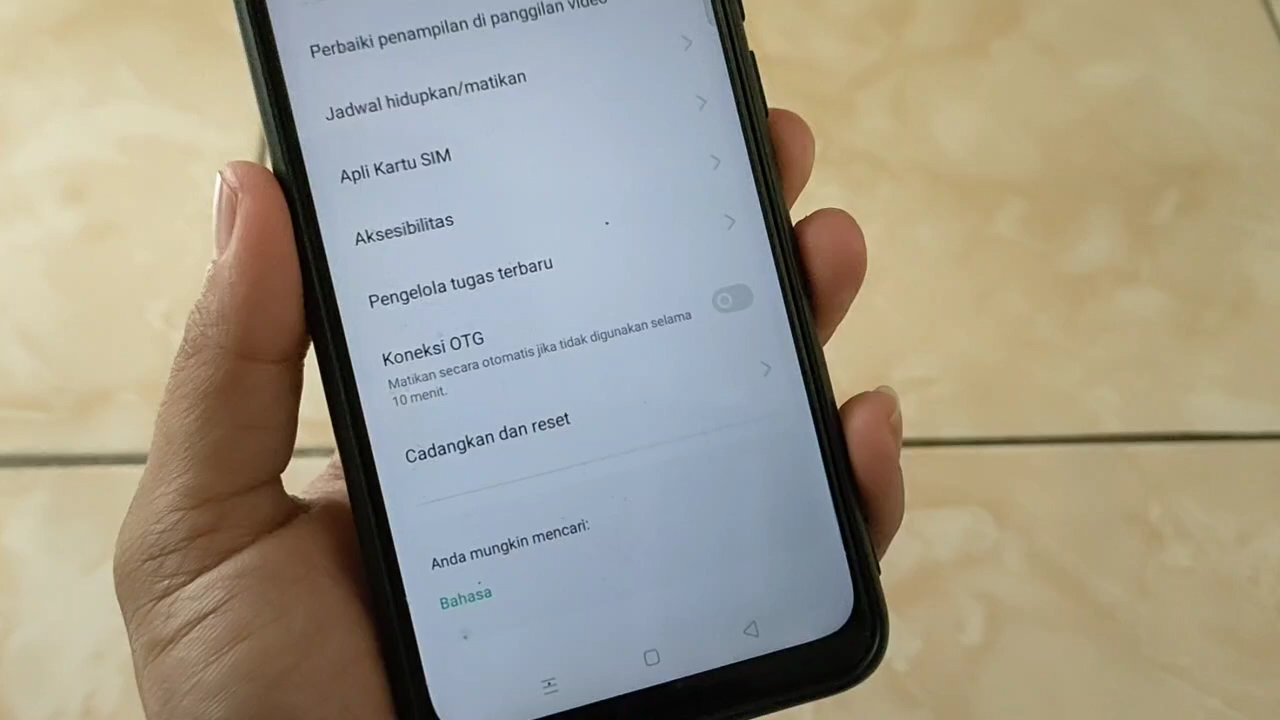 Perbaiki penampilan di panggilan video
Jadwal hidupkan/matikan
Apli Kartu SIM
Aksesibilitas
Pengelola tugas terbaru
Koneksi OTG
Matikan secara otomatis jika tidak digunakan selama
10 menit.
Cadangkan dan reset
Anda mungkin mencari:
Bahasa